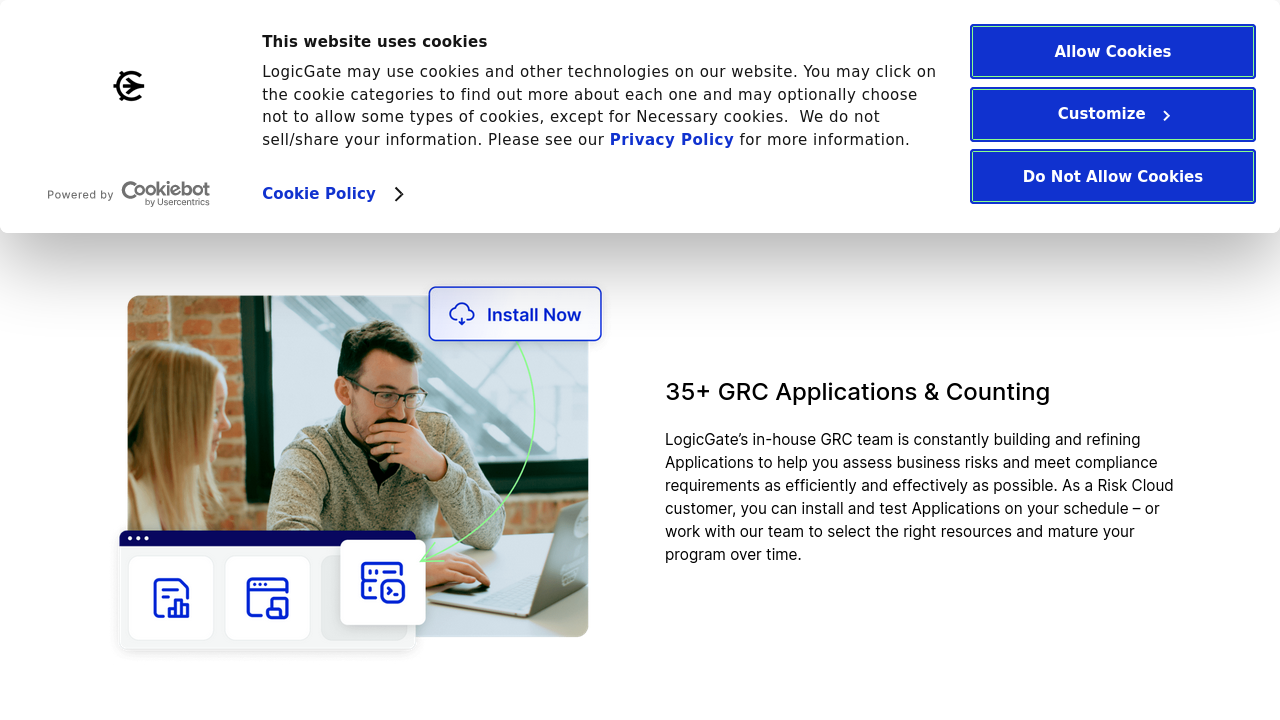 This website uses cookies
LogicGate may use cookies and other technologies on our website. You may click on
the cookie categories to find out more about each one and may optionally choose
not to allow some types of cookies, except for Necessary cookies.  We do not
sell/share your information. Please see our Privacy Policy for more information.
Cookie Policy
Powered by Cookiebot
by Usercentrics
Allow Cookies
Customize
Do Not Allow Cookies
Install Now
35+ GRC Applications & Counting
LogicGate’s in-house GRC team is constantly building and refining
Applications to help you assess business risks and meet compliance
requirements as efficiently and effectively as possible. As a Risk Cloud
customer, you can install and test Applications on your schedule – or
work with our team to select the right resources and mature your
program over time.